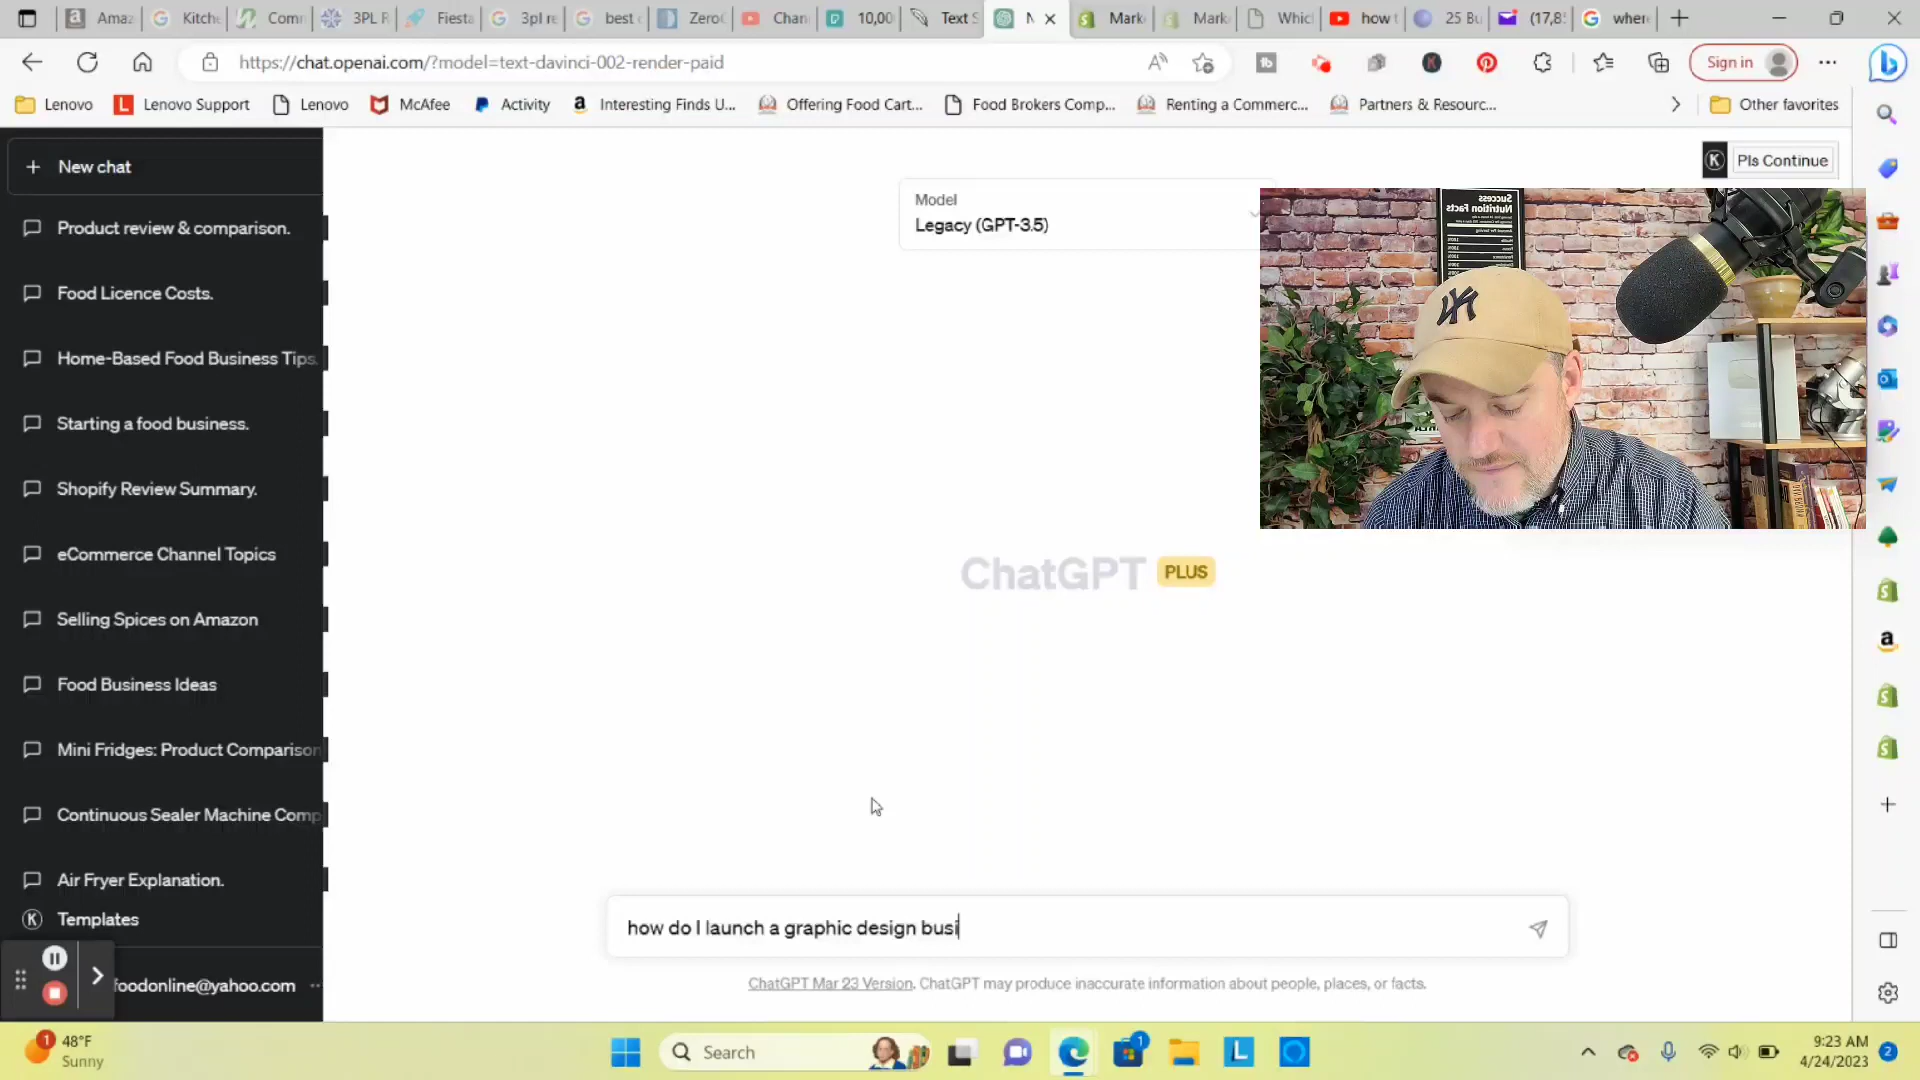 Amaz
Kitche
Comn
3PL R
Fiesta
3pl re
best c
Zero
Chan
10,00
Text S
N
Mark
Mark
Whic
how t
25 Bu
(17,8
wher
https://chat.openai.com/?model=text-davinci-002-render-paid
Sign in
Lenovo
Lenovo Support
Lenovo
McAfee
Activity
Interesting Finds U...
Offering Food Cart...
Food Brokers Comp...
Renting a Commerc...
Partners & Resourc...
Other favorites
New chat
Pls Continue
Model
Legacy (GPT-3.5)
Success
Nutrition Facts
Product review & comparison.
Food Licence Costs.
Home-Based Food Business Tips.
Starting a food business.
Shopify Review Summary.
eCommerce Channel Topics
Selling Spices on Amazon
Food Business Ideas
Mini Fridges: Product Comparison
Continuous Sealer Machine Comp
Air Fryer Explanation.
Templates
foodonline@yahoo.com
ChatGPT PLUS
how do I launch a graphic design busi
ChatGPT Mar 23 Version. ChatGPT may produce inaccurate information about people, places, or facts.
1
48°F
Sunny
Search
1
9:23 AM
4/24/2023
2